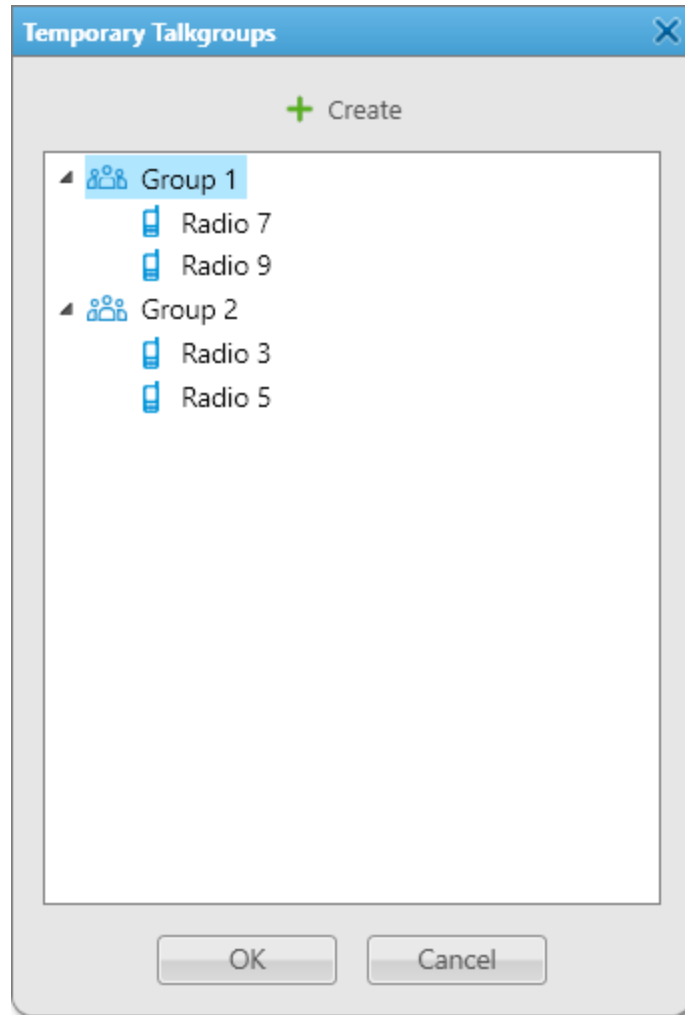 Temporary Talkgroups
Create
Group 1
Radio 7
Radio 9
Group 2
Radio 3
Radio 5
OK Cancel